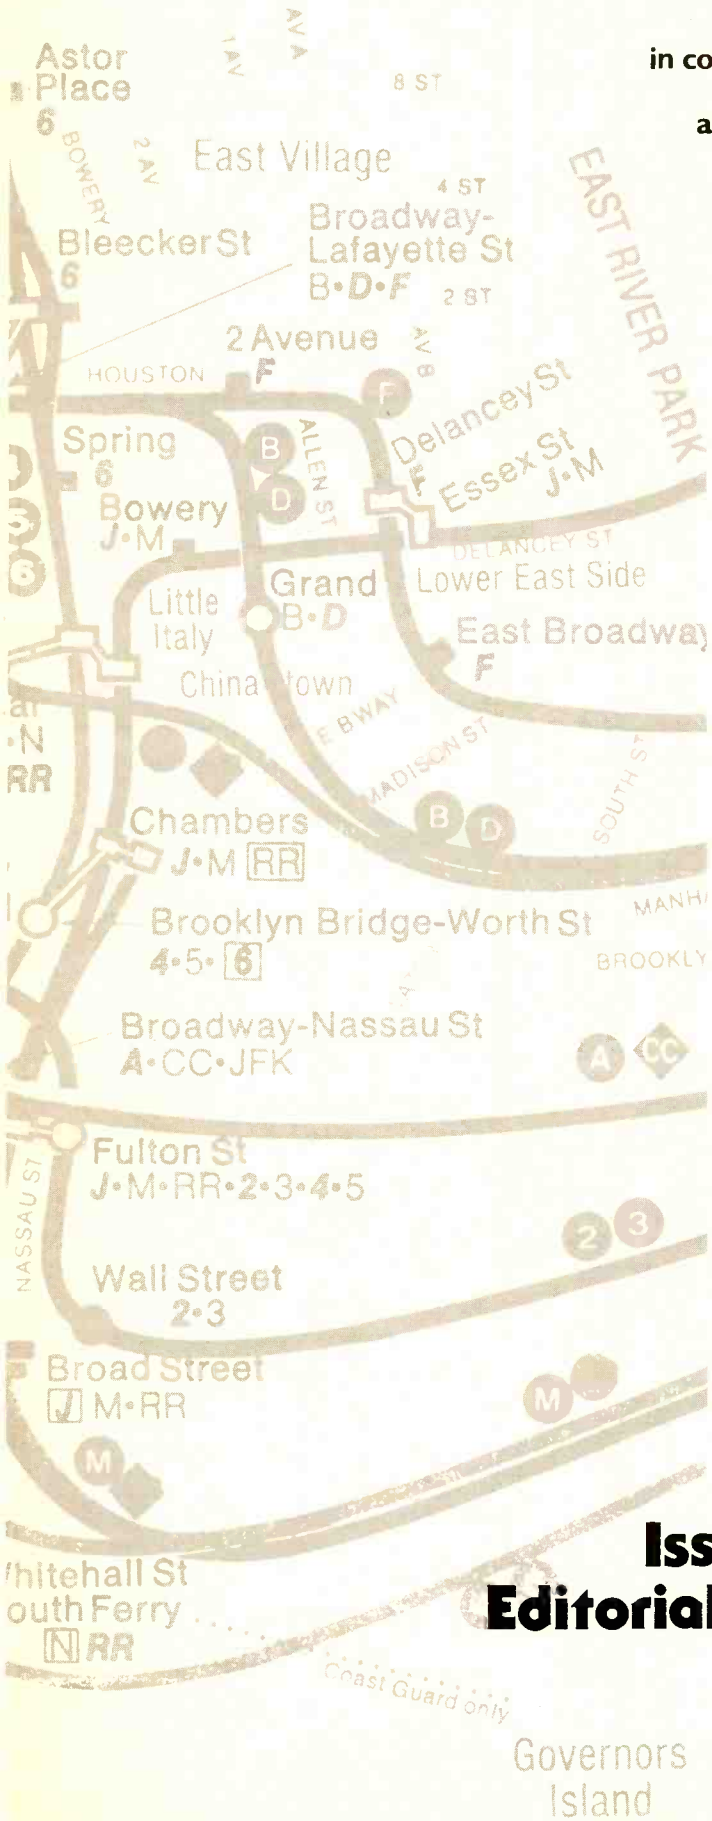 in co
a
AV A
1 AV
Astor
Place
6
8 ST
BOWERY
2 AV
East Village
4 ST
Broadway-
Lafayette St
B•D•F
2 ST
Bleecker St
6
EAST RIVER PARK
2 Avenue
F
AV B
HOUSTON
F
Delancey St
F
Essex St
J•M
Spring
6
ALLEN ST
B
D
Bowery
J•M
5
6
DELANCEY ST
Lower East Side
Grand
B•D
Little
Italy
East Broadway
F
China town
E BWAY
MADISON ST
SOUTH ST
al
•N
RR
B
D
Chambers
J•M RR
MANH
Brooklyn Bridge-Worth St
4•5• 6
BROOKLY
Broadway-Nassau St
A•CC•JFK
A
CC
Fulton St
J•M•RR•2•3•4•5
NASSAU ST
2
3
Wall Street
2•3
Broad Street
J M•RR
M
M
Iss
Editorial
hitehall St
outh Ferry
N RR
Coast Guard only
Governors
Island